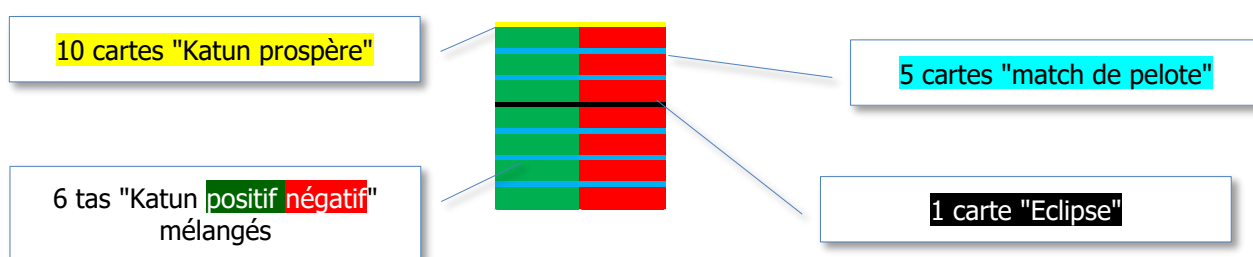 10 cartes "Katun prospère"
5 cartes "match de pelote"
6 tas "Katun positif négatif"
mélangés
1 carte "Eclipse"